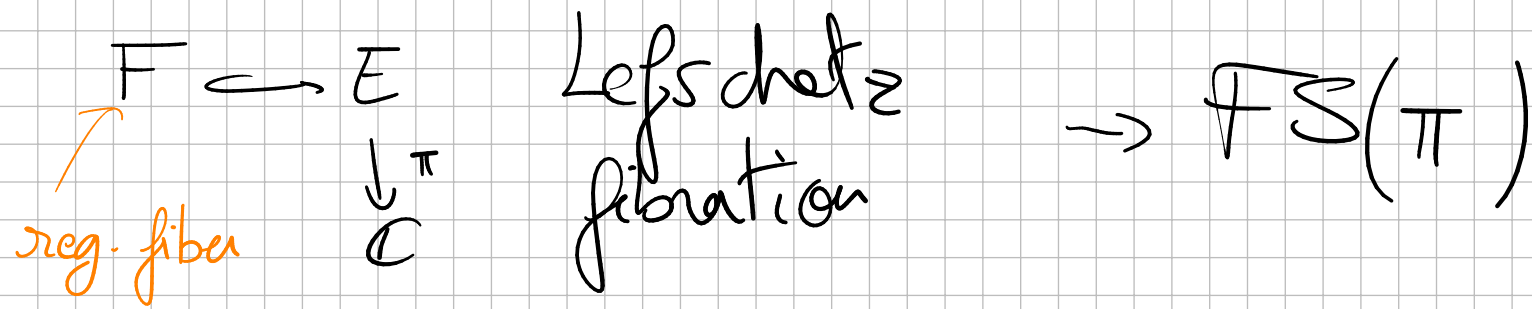 F ↪ E Lefschetz → FS(π)
↓ π fibration
reg. fiber ℂ